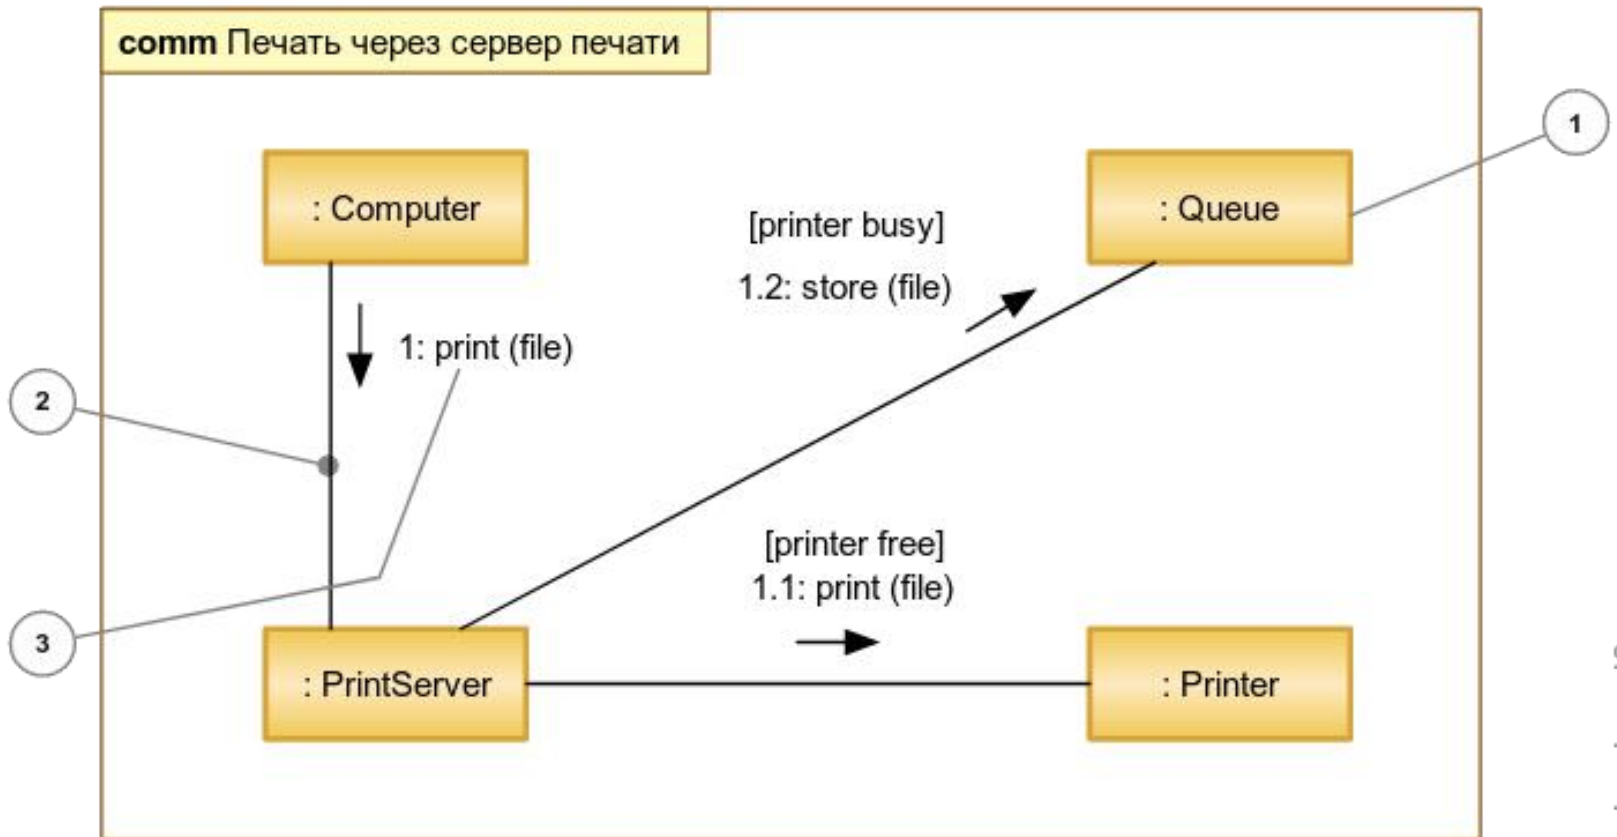 comm Печать через сервер печати
1
: Computer
: Queue
[printer busy]
1.2: store (file)
1: print (file)
2
[printer free]
1.1: print (file)
3
: PrintServer
: Printer